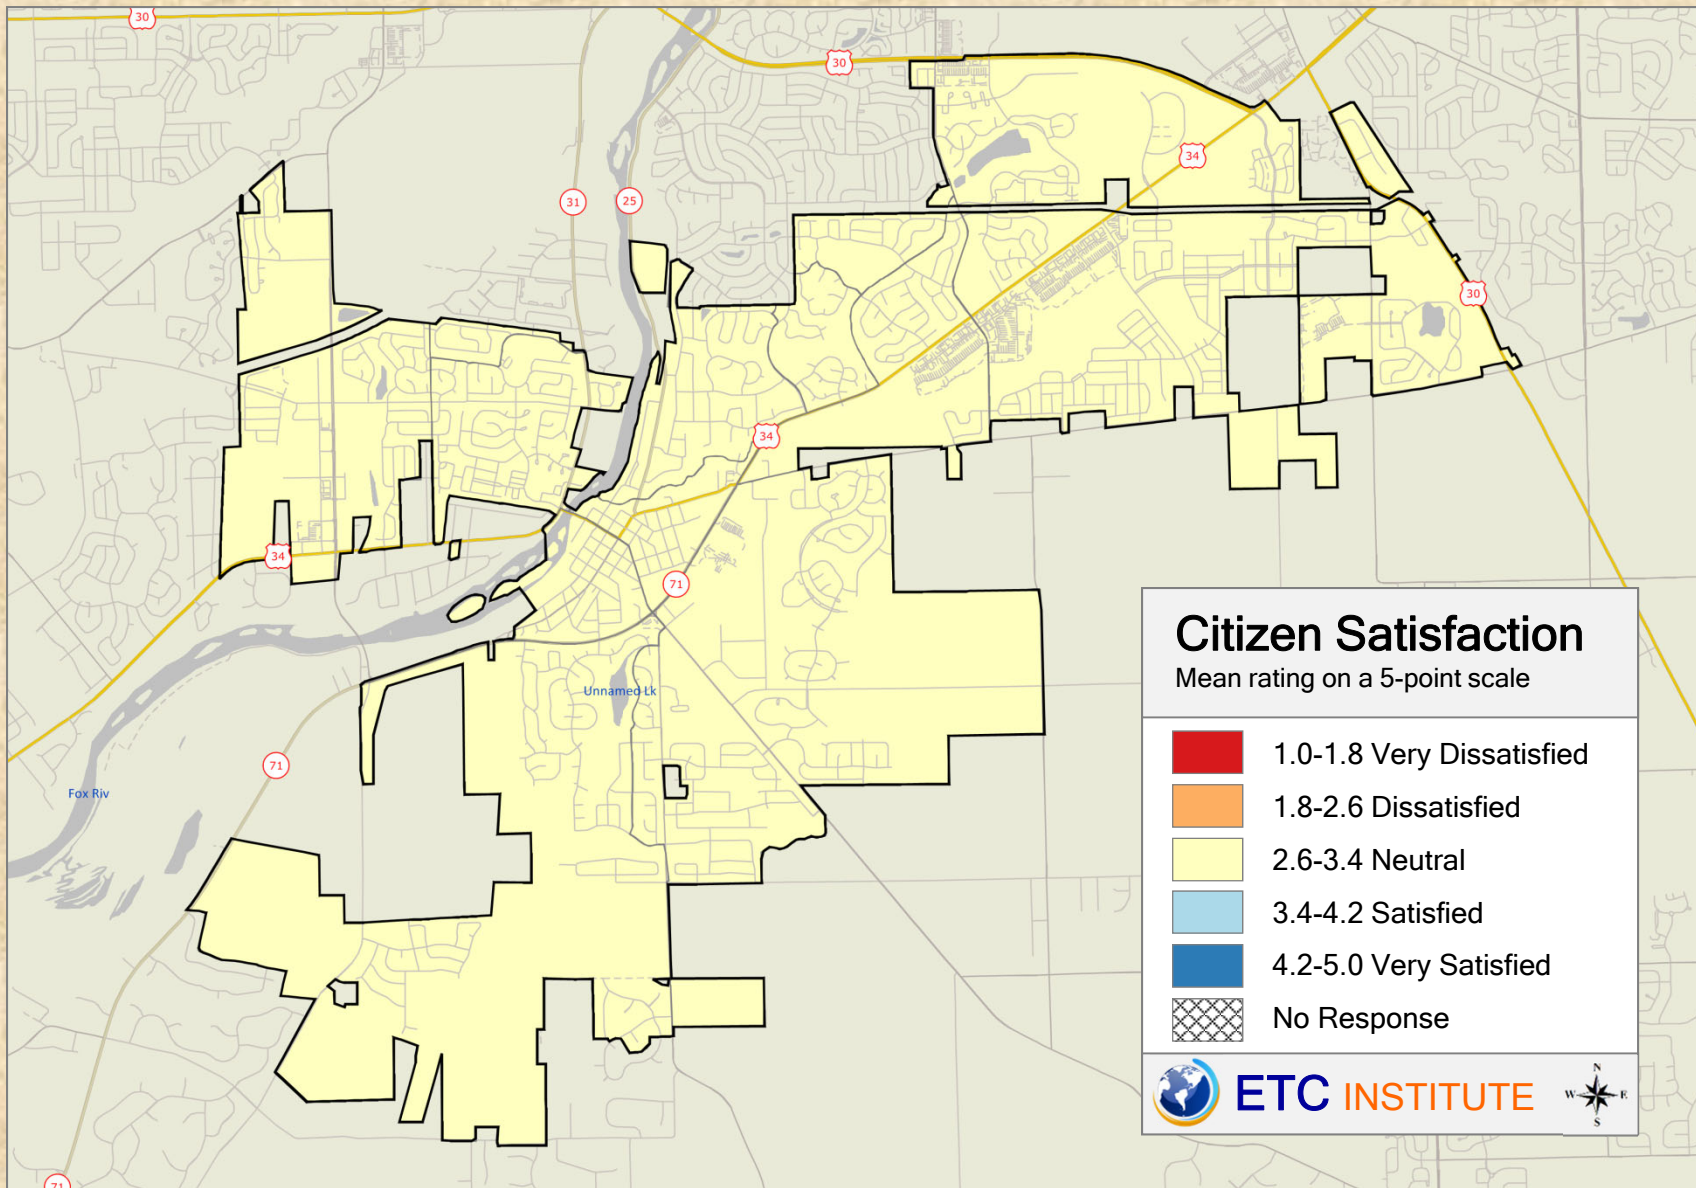 30
30
34
31
25
30
34
34
71
Unnamed Lk
71
Fox Riv
71
Citizen Satisfaction
Mean rating on a 5-point scale
1.0-1.8 Very Dissatisfied
1.8-2.6 Dissatisfied
2.6-3.4 Neutral
3.4-4.2 Satisfied
4.2-5.0 Very Satisfied
No Response
ETC INSTITUTE
N
W E
S